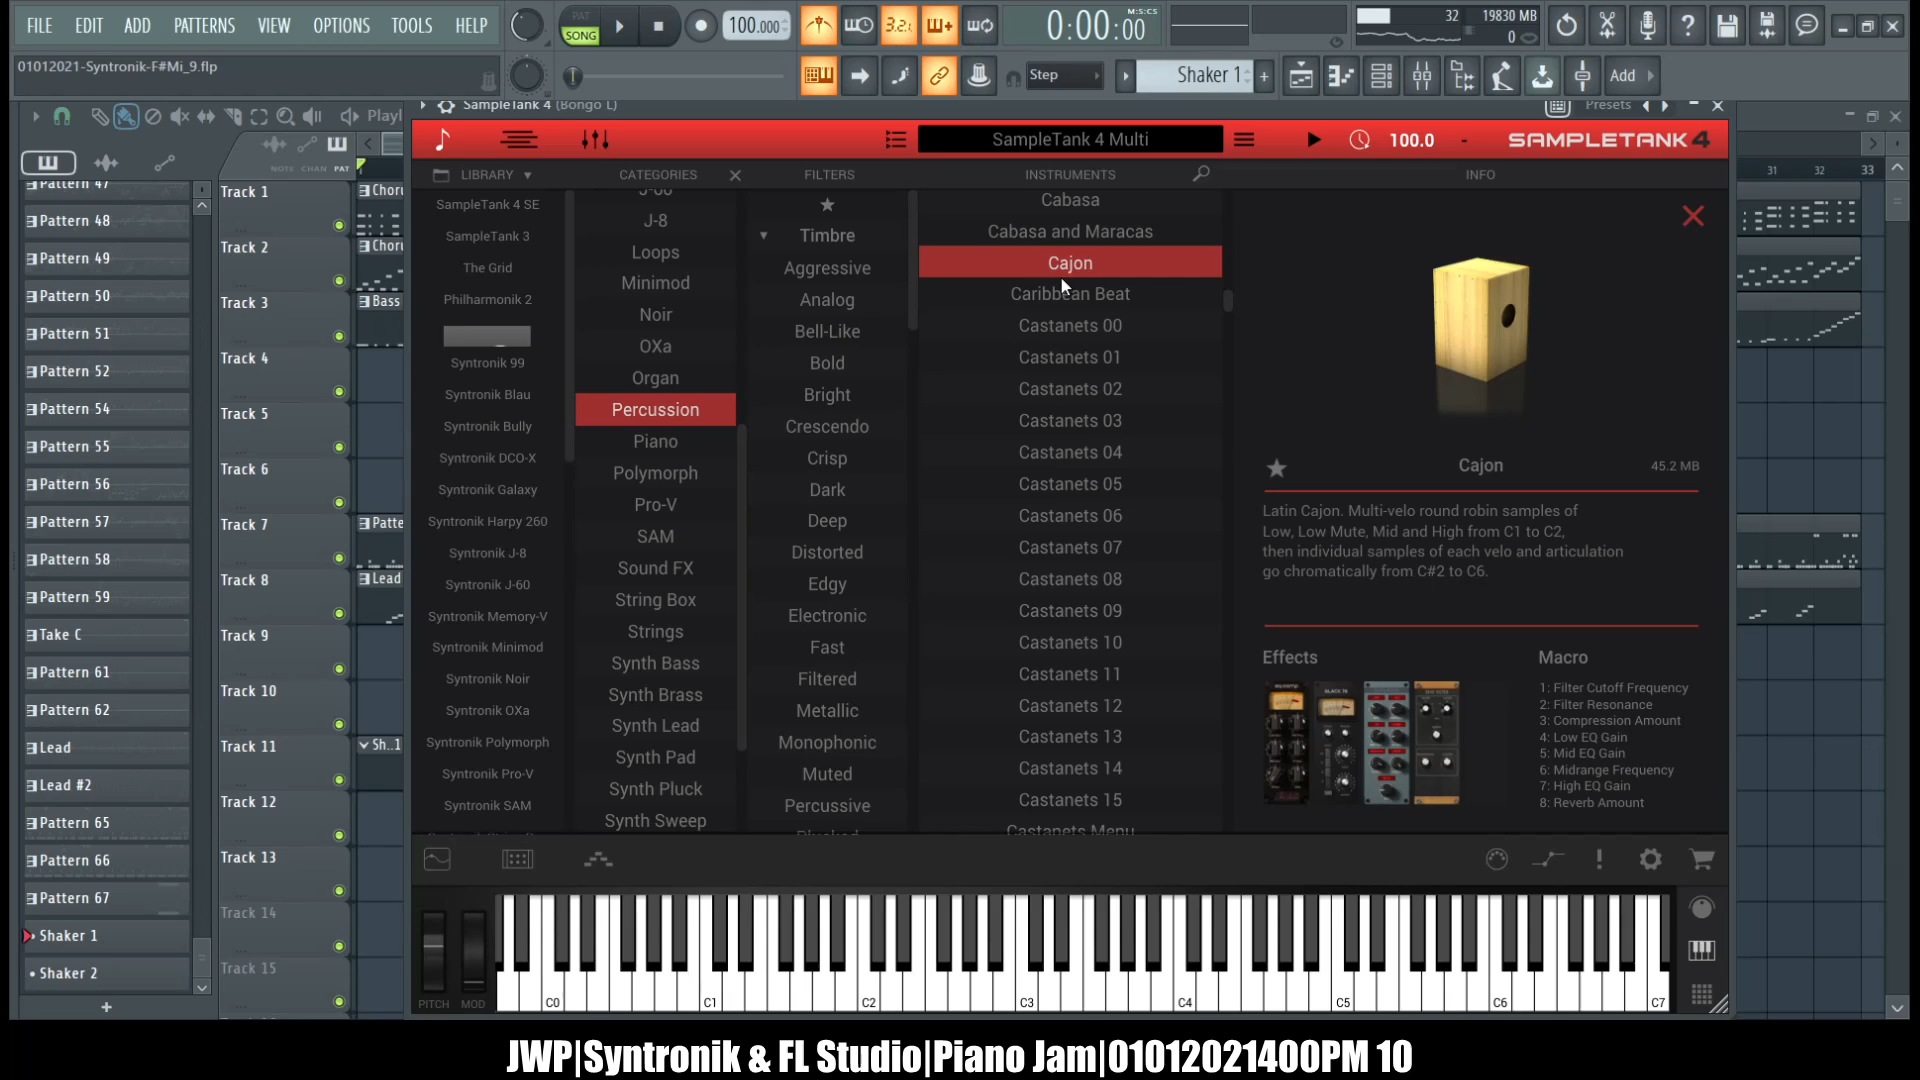 FILE EDIT ADD PATTERNS VIEW OPTIONS TOOLS HELP
PAT
SONG
100.000
3.2.1
0:00:00
M:S:CS
32
19830 MB
0
01012021-Syntronik-F#Mi_9.flp
Step
Shaker 1
Add
Playl
SampleTank 4 (Bongo L)
Presets
SampleTank 4 Multi
100.0
SAMPLETANK 4
NOTE CHAN PAT
LIBRARY
CATEGORIES
FILTERS
INSTRUMENTS
INFO
31 32 33
Pattern 47
Pattern 48
Pattern 49
Pattern 50
Pattern 51
Pattern 52
Pattern 54
Pattern 55
Pattern 56
Pattern 57
Pattern 58
Pattern 59
Take C
Pattern 61
Pattern 62
Lead
Lead #2
Pattern 65
Pattern 66
Pattern 67
Shaker 1
Shaker 2
Track 1
Track 2
Track 3
Track 4
Track 5
Track 6
Track 7
Track 8
Track 9
Track 10
Track 11
Track 12
Track 13
Track 14
Track 15
Choru
Choru
Bass
Patte
Lead
Sh..1
SampleTank 4 SE
SampleTank 3
The Grid
Philharmonik 2
Syntronik 99
Syntronik Blau
Syntronik Bully
Syntronik DCO-X
Syntronik Galaxy
Syntronik Harpy 260
Syntronik J-8
Syntronik J-60
Syntronik Memory-V
Syntronik Minimod
Syntronik Noir
Syntronik OXa
Syntronik Polymorph
Syntronik Pro-V
Syntronik SAM
J-60
J-8
Loops
Minimod
Noir
OXa
Organ
Percussion
Piano
Polymorph
Pro-V
SAM
Sound FX
String Box
Strings
Synth Bass
Synth Brass
Synth Lead
Synth Pad
Synth Pluck
Synth Sweep
Timbre
Aggressive
Analog
Bell-Like
Bold
Bright
Crescendo
Crisp
Dark
Deep
Distorted
Edgy
Electronic
Fast
Filtered
Metallic
Monophonic
Muted
Percussive
Plucked
Cabasa
Cabasa and Maracas
Cajon
Caribbean Beat
Castanets 00
Castanets 01
Castanets 02
Castanets 03
Castanets 04
Castanets 05
Castanets 06
Castanets 07
Castanets 08
Castanets 09
Castanets 10
Castanets 11
Castanets 12
Castanets 13
Castanets 14
Castanets 15
Castanets Menu
Cajon
45.2 MB
Latin Cajon. Multi-velo round robin samples of
Low, Low Mute, Mid and High from C1 to C2,
then individual samples of each velo and articulation
go chromatically from C#2 to C6.
Effects
Macro
1: Filter Cutoff Frequency
2: Filter Resonance
3: Compression Amount
4: Low EQ Gain
5: Mid EQ Gain
6: Midrange Frequency
7: High EQ Gain
8: Reverb Amount
BLACK 76
PITCH MOD
C0 C1 C2 C3 C4 C5 C6 C7
JWP|Syntronik & FL Studio|Piano Jam|01012021400PM 10